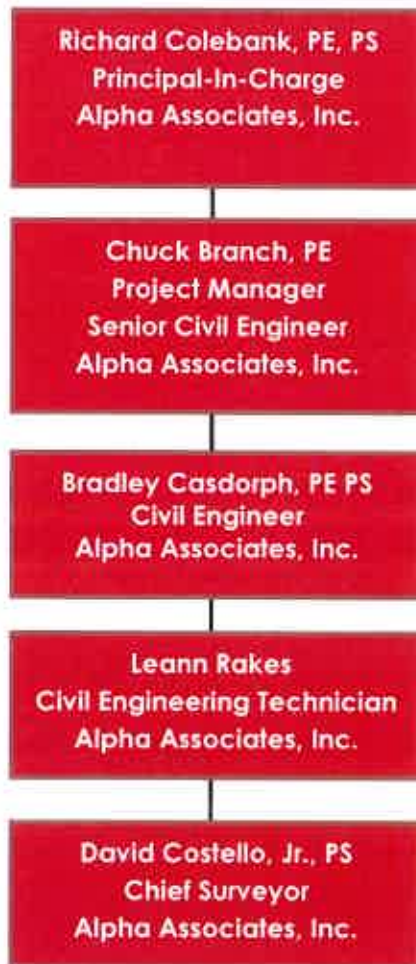 Richard Colebank, PE, PS
Principal-In-Charge
Alpha Associates, Inc.
Chuck Branch, PE
Project Manager
Senior Civil Engineer
Alpha Associates, Inc.
Bradley Casdorph, PE PS
Civil Engineer
Alpha Associates, Inc.
Leann Rakes
Civil Engineering Technician
Alpha Associates, Inc.
David Costello, Jr., PS
Chief Surveyor
Alpha Associates, Inc.